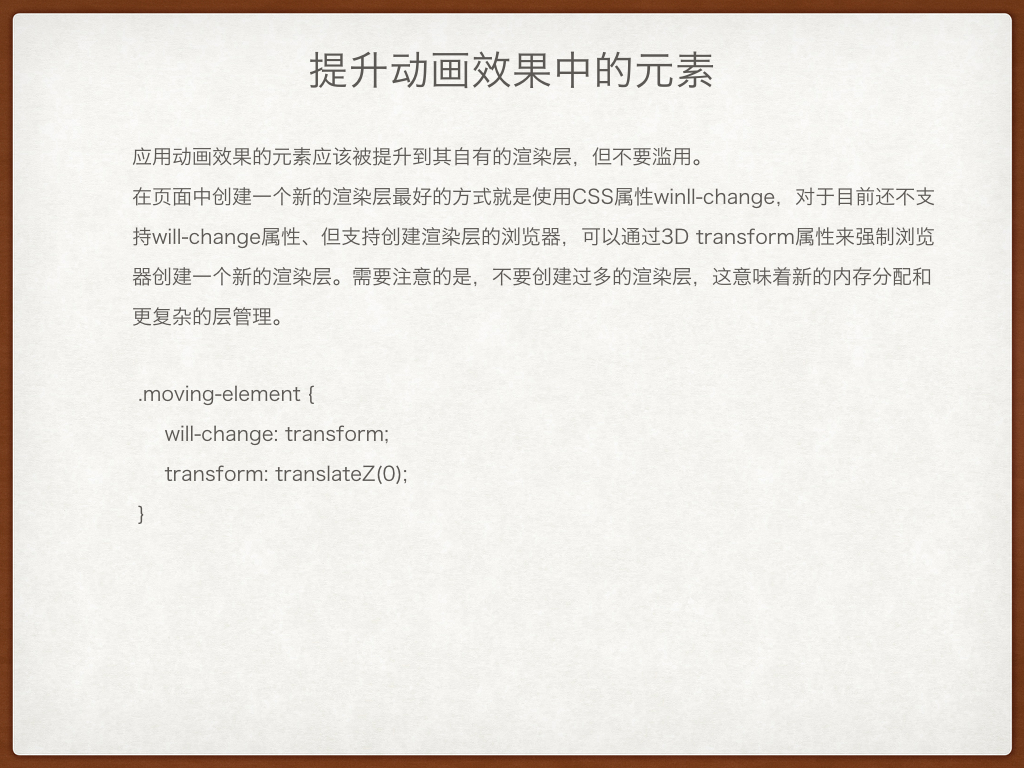 提升动画效果中的元素
应用动画效果的元素应该被提升到其自有的渲染层，但不要滥用。
在页面中创建一个新的渲染层最好的方式就是使用CSS属性winll-change，对于目前还不支
持will-change属性、但支持创建渲染层的浏览器，可以通过3D transform属性来强制浏览
器创建一个新的渲染层。需要注意的是，不要创建过多的渲染层，这意味着新的内存分配和
更复杂的层管理。
.moving-element {
will-change: transform;
transform: translateZ(0);
}